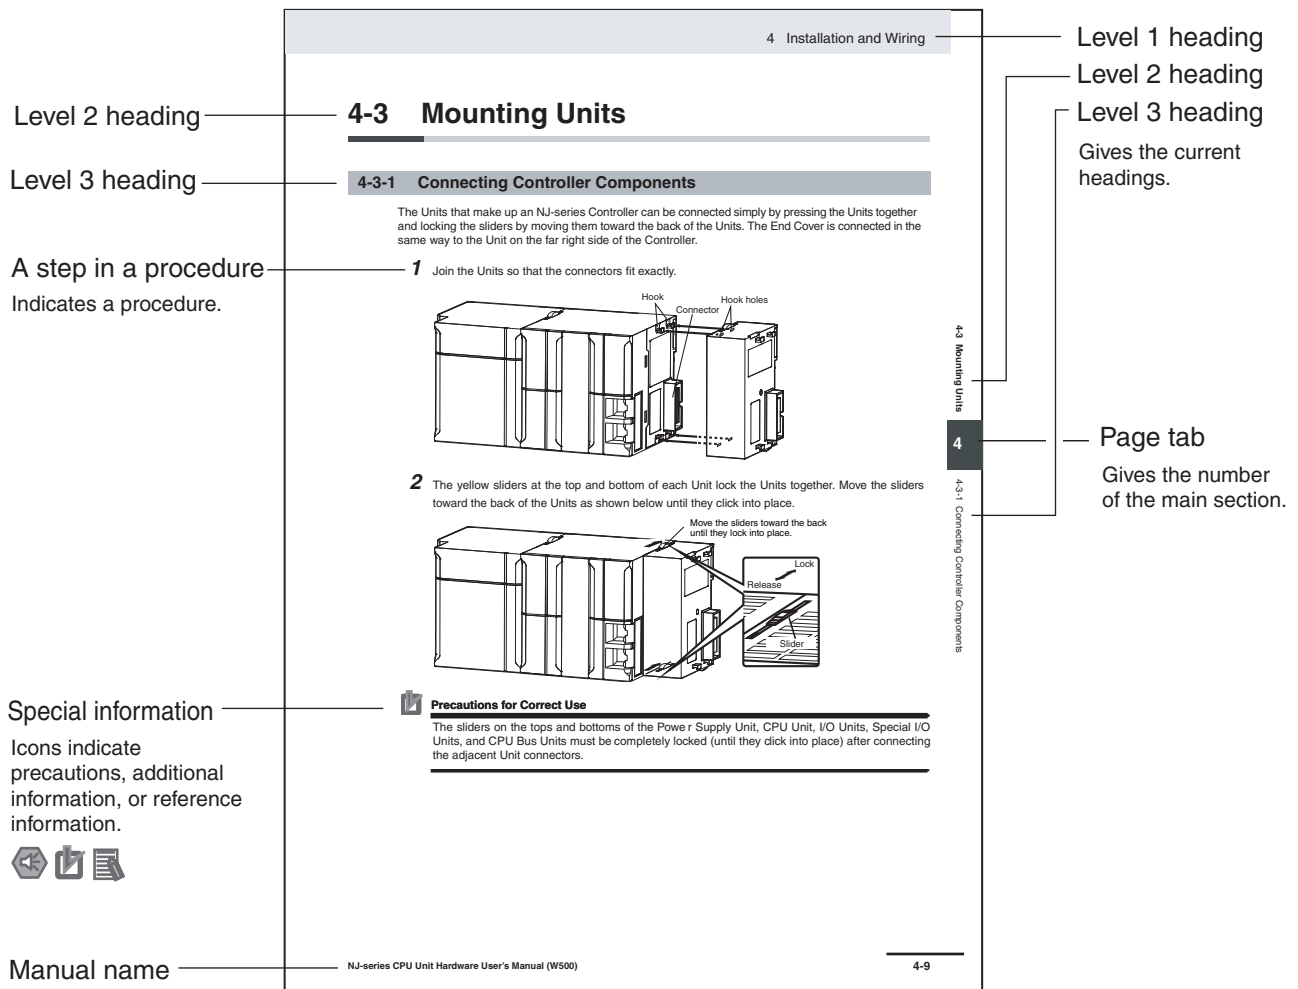 4 Installation and Wiring
Level 1 heading
Level 2 heading
Level 3 heading
Gives the current
headings.
Level 2 heading
4-3 Mounting Units
Level 3 heading
4-3-1 Connecting Controller Components
The Units that make up an NJ-series Controller can be connected simply by pressing the Units together
and locking the sliders by moving them toward the back of the Units. The End Cover is connected in the
same way to the Unit on the far right side of the Controller.
A step in a procedure
Indicates a procedure.
1 Join the Units so that the connectors fit exactly.
Hook
Connector
Hook holes
4-3 Mounting Units
4
Page tab
Gives the number
of the main section.
4-3-1 Connecting Controller Components
2 The yellow sliders at the top and bottom of each Unit lock the Units together. Move the sliders
toward the back of the Units as shown below until they click into place.
Move the sliders toward the back
until they lock into place.
Lock
Release
Slider
Special information
Icons indicate
precautions, additional
information, or reference
information.
Precautions for Correct Use
The sliders on the tops and bottoms of the Powe r Supply Unit, CPU Unit, I/O Units, Special I/O
Units, and CPU Bus Units must be completely locked (until they click into place) after connecting
the adjacent Unit connectors.
Manual name
NJ-series CPU Unit Hardware User's Manual (W500)
4-9